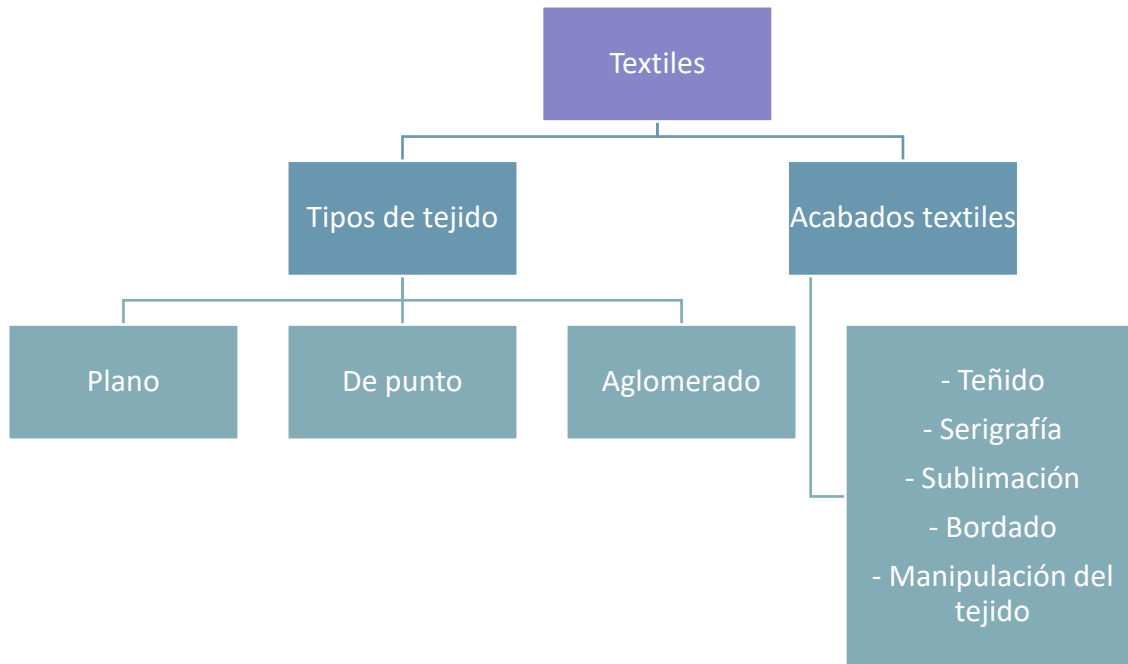 Textiles
Tipos de tejido
Acabados textiles
Plano
De punto
Aglomerado
- Teñido
- Serigrafía
- Sublimación
- Bordado
- Manipulación del
tejido